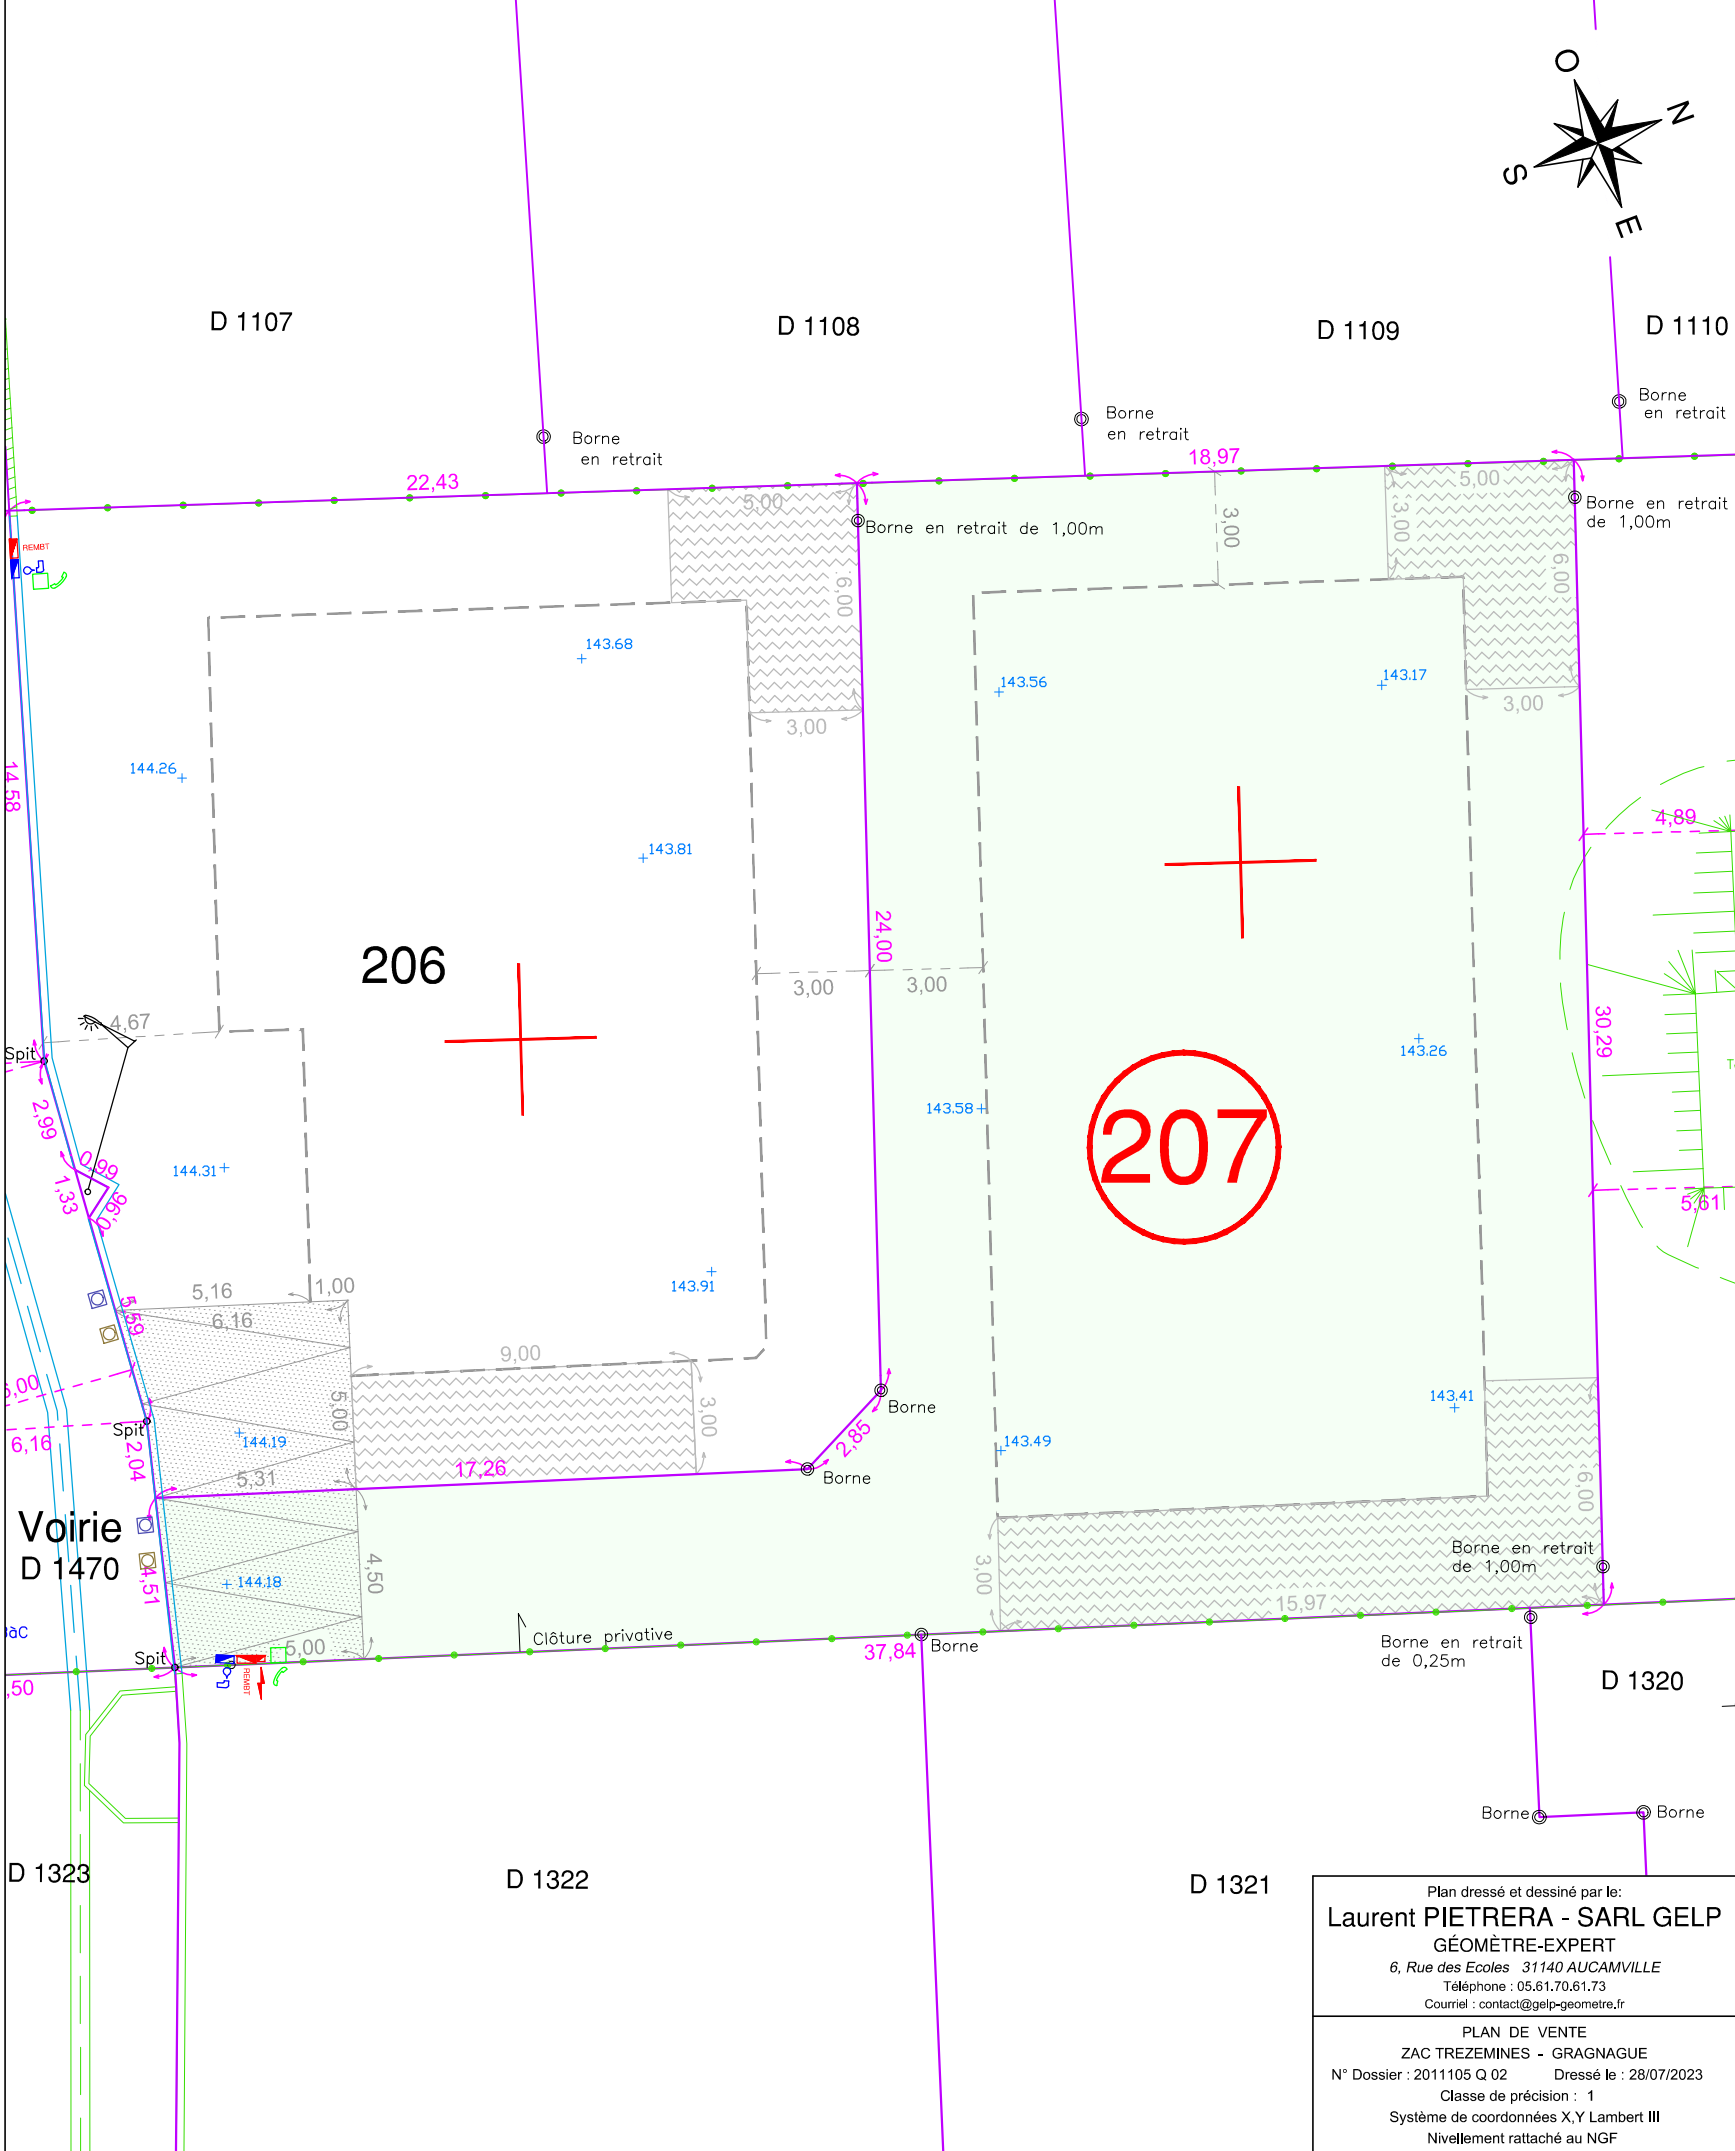 O
N
S
E
D 1107
D 1108
D 1109
D 1110
Borne
en retrait
Borne
en retrait
Borne
en retrait
22,43
18,97
5,00
5,00
Borne en retrait de 1,00m
Borne en retrait
de 1,00m
3,00
3,00
6,00
6,00
REMBT
143.68
143.56
143.17
3,00
3,00
144.26
14,58
143.81
4,89
206
24,00
3,00
3,00
4,67
30,29
Spit
143.26
2,99
143.58
207
0,99
144.31
1,33
0,96
5,61
143.91
5,16
1,00
6,16
5,59
9,00
5,00
3,00
143.41
Borne
2,85
Spit
6,16
2,04
144.19
143.49
17,26
Borne
5,31
6,00
Voirie
D 1470
4,51
144.18
4,50
3,00
Borne en retrait
de 1,00m
15,97
Clôture privative
37,84
Borne
Borne en retrait
de 0,25m
Spit
5,00
REMBT
,50
D 1320
Borne
Borne
D 1323
D 1322
D 1321
Plan dressé et dessiné par le:
Laurent PIETRERA - SARL GELP
GÉOMÈTRE-EXPERT
6, Rue des Ecoles 31140 AUCAMVILLE
Téléphone : 05.61.70.61.73
Courriel : contact@gelp-geometre.fr
PLAN DE VENTE
ZAC TREZEMINES - GRAGNAGUE
N° Dossier : 2011105 Q 02 Dressé le : 28/07/2023
Classe de précision : 1
Système de coordonnées X,Y Lambert III
Nivellement rattaché au NGF